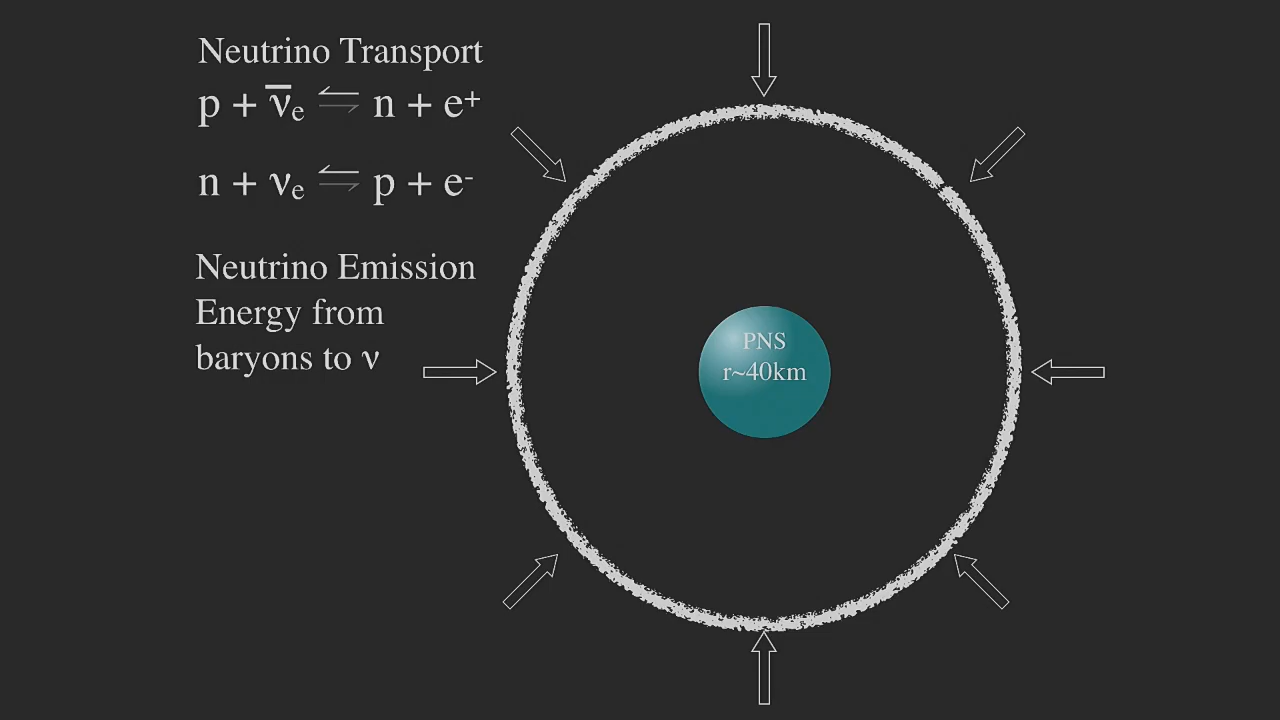 Neutrino Transport
p + ν̅ₑ ⇌ n + e⁺
n + νₑ ⇌ p + e⁻
Neutrino Emission
Energy from
baryons to ν
PNS
r~40km